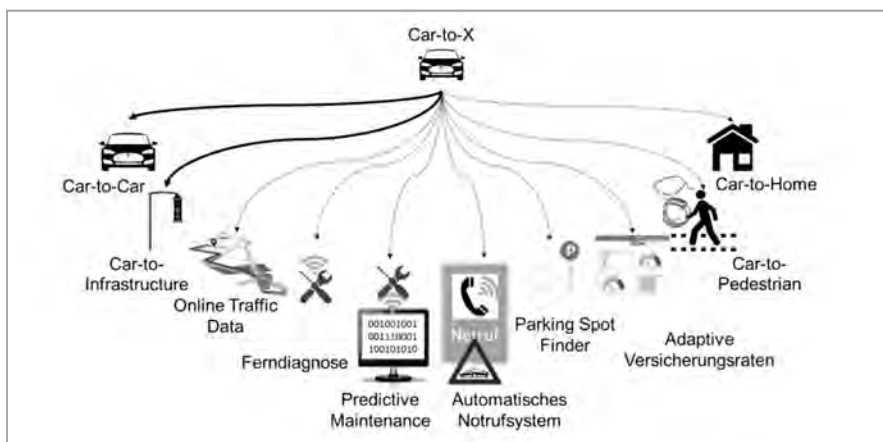 Car-to-X
Car-to-Car
Car-to-Home
Car-to-
Infrastructure
Car-to-
Pedestrian
Online Traffic
Data
Ferndiagnose
001001001
001110001
100101010
Predictive
Maintenance
Notruf
Automatisches
Notrufsystem
Parking Spot
Finder
Adaptive
Versicherungsraten